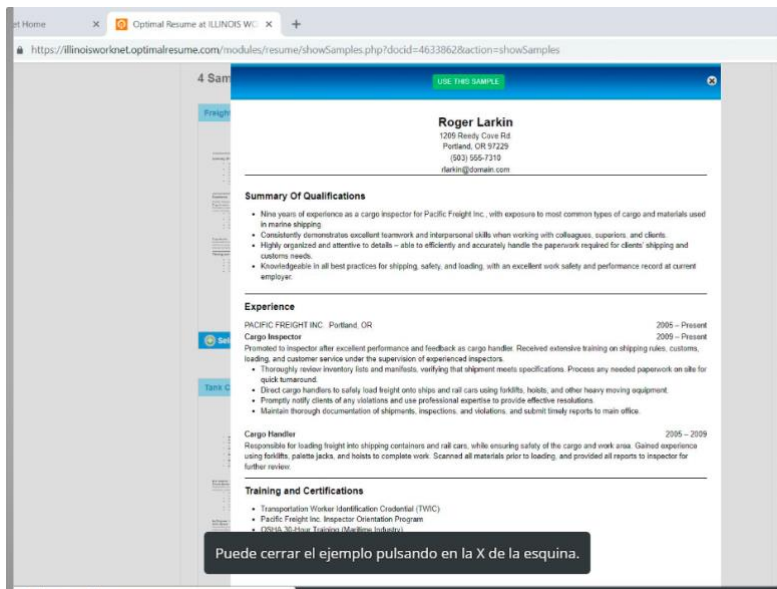 et Home
Optimal Resume at ILLINOIS WO
https://illinoisworknet.optimalresume.com/modules/resume/showSamples.php?docid=4633862&action=showSamples
4 Sam
USE THIS SAMPLE
Freight
Roger Larkin
1209 Reedy Cove Rd.
Portland, OR 97229
(503) 555-7310
rlarkin@domain.com
Summary Of Qualifications
• Nine years of experience as a cargo inspector for Pacific Freight Inc., with exposure to most common types of cargo and materials used
in marine shipping.
• Consistently demonstrates excellent teamwork and interpersonal skills when working with colleagues, superiors, and clients.
• Highly organized and attentive to details – able to efficiently and accurately handle the paperwork required for clients' shipping and
customs needs.
• Knowledgeable in all best practices for shipping, safety, and loading, with an excellent work safety and performance record at current
employer.
Experience
PACIFIC FREIGHT INC. Portland, OR 2005 – Present
Cargo Inspector 2009 – Present
Promoted to inspector after excellent performance and feedback as cargo handler. Received extensive training on shipping rules, customs,
loading, and customer service under the supervision of experienced inspectors.
• Thoroughly review inventory lists and manifests, verifying that shipment meets specifications. Process any needed paperwork on site for
quick turnaround.
• Direct cargo handlers to safely load freight onto ships and rail cars using forklifts, hoists, and other heavy moving equipment.
• Promptly notify clients of any violations and use professional expertise to provide effective resolutions.
• Maintain thorough documentation of shipments, inspections, and violations, and submit timely reports to main office.
Sel
Tank C
Cargo Handler 2005 – 2009
Responsible for loading freight into shipping containers and rail cars, while ensuring safety of the cargo and work area. Gained experience
using forklifts, palette jacks, and hoists to complete work. Scanned all materials prior to loading, and provided all reports to inspector for
further review.
Training and Certifications
• Transportation Worker Identification Credential (TWIC)
• Pacific Freight Inc. Inspector Orientation Program
• OSHA 30-Hour Training (Maritime Industry)
Puede cerrar el ejemplo pulsando en la X de la esquina.